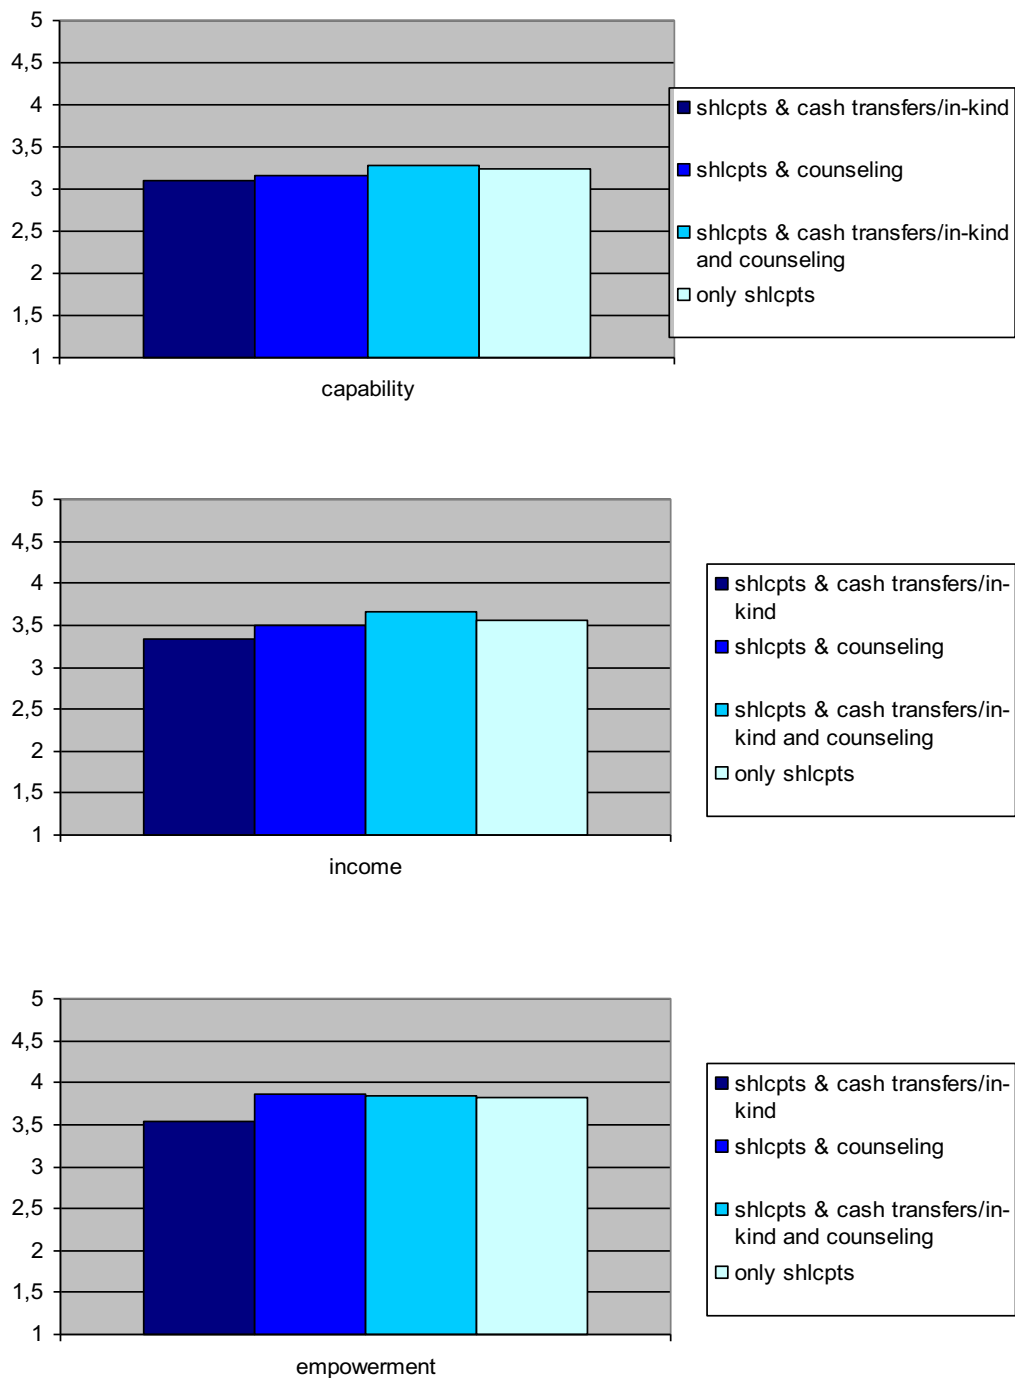 5
4,5
4
3,5
3
2,5
2
1,5
1
capability
shlcpts & cash transfers/in-kind
shlcpts & counseling
shlcpts & cash transfers/in-kind
and counseling
only shlcpts
5
4,5
4
3,5
3
2,5
2
1,5
1
income
shlcpts & cash transfers/in-
kind
shlcpts & counseling
shlcpts & cash transfers/in-
kind and counseling
only shlcpts
5
4,5
4
3,5
3
2,5
2
1,5
1
empowerment
shlcpts & cash transfers/in-
kind
shlcpts & counseling
shlcpts & cash transfers/in-
kind and counseling
only shlcpts